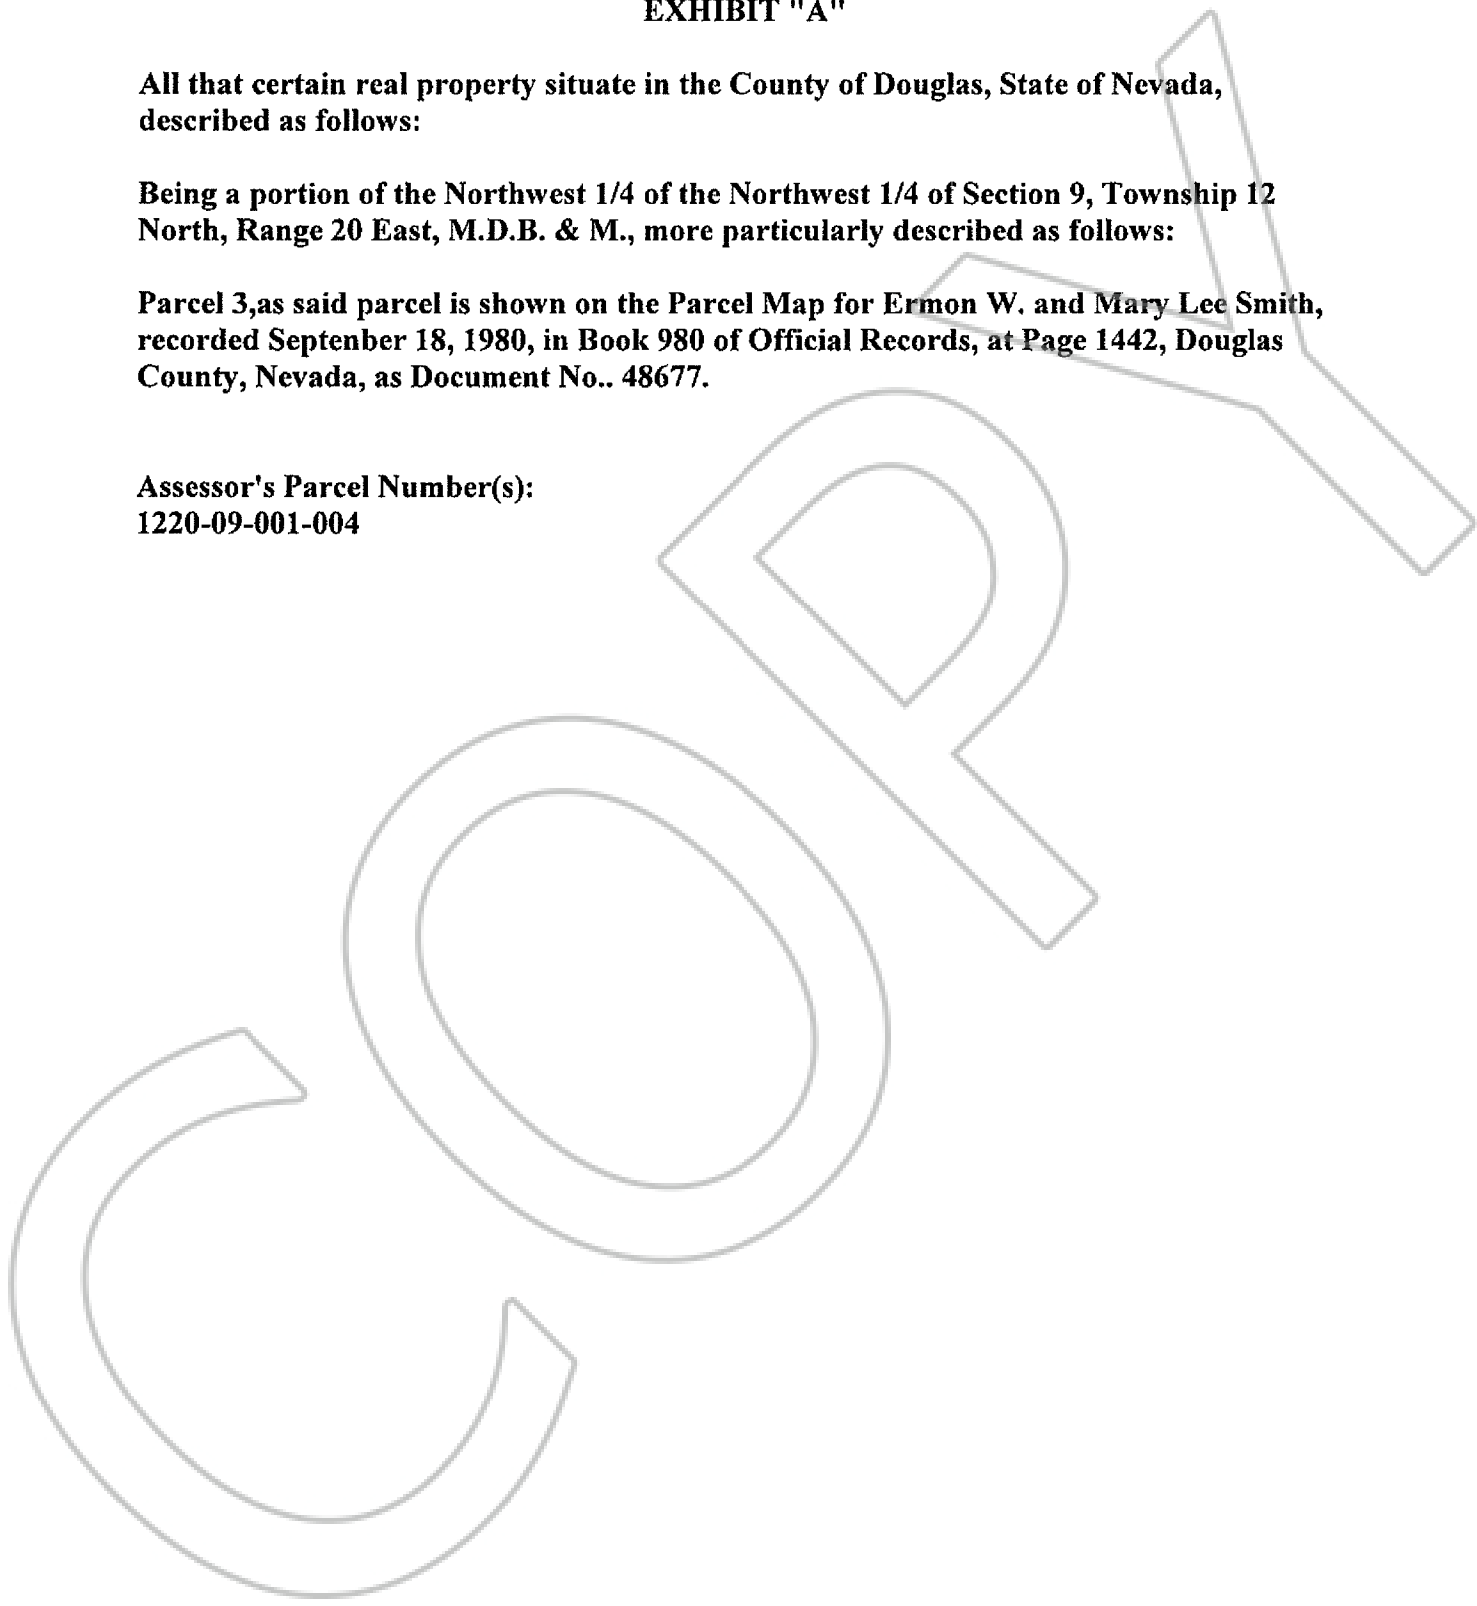 EXHIBIT "A"
All that certain real property situate in the County of Douglas, State of Nevada,
described as follows:
Being a portion of the Northwest 1/4 of the Northwest 1/4 of Section 9, Township 12
North, Range 20 East, M.D.B. & M., more particularly described as follows:
Parcel 3,as said parcel is shown on the Parcel Map for Ermon W. and Mary Lee Smith,
recorded Septenber 18, 1980, in Book 980 of Official Records, at Page 1442, Douglas
County, Nevada, as Document No.. 48677.
Assessor's Parcel Number(s):
1220-09-001-004
COPY